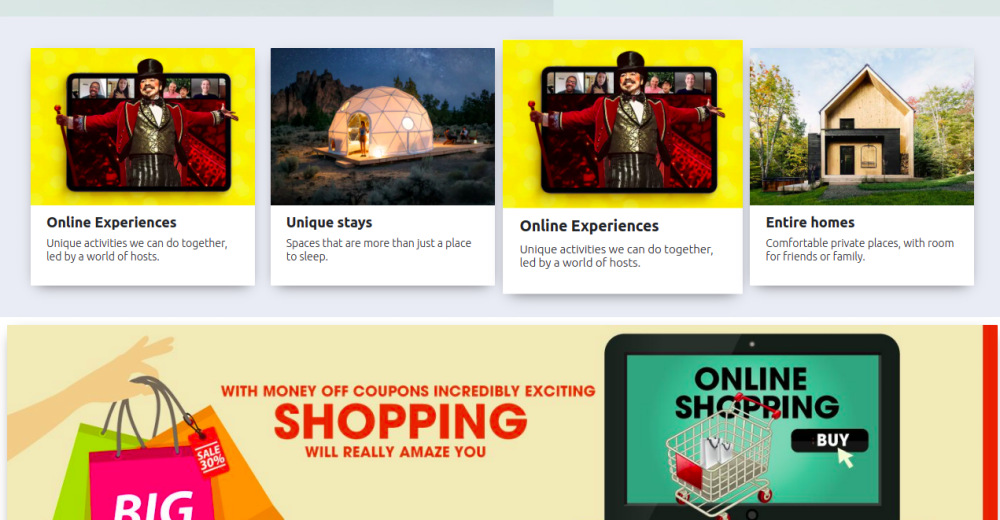 Online Experiences
Unique activities we can do together,
led by a world of hosts.
Unique stays
Spaces that are more than just a place
to sleep.
Online Experiences
Unique activities we can do together,
led by a world of hosts.
Entire homes
Comfortable private places, with room
for friends or family.
WITH MONEY OFF COUPONS INCREDIBLY EXCITING
SHOPPING
WILL REALLY AMAZE YOU
SALE
30%
BIG
ONLINE
SHOPPING
BUY